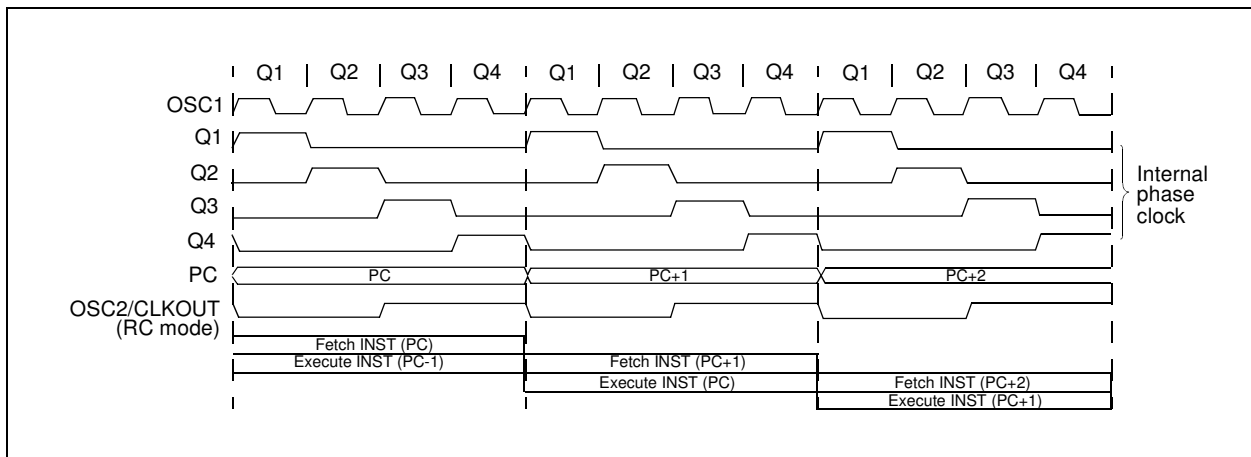 Q1 Q2 Q3 Q4 Q1 Q2 Q3 Q4 Q1 Q2 Q3 Q4
OSC1
Q1
Q2
Q3
Q4
Internal
phase
clock
PC PC PC+1 PC+2
OSC2/CLKOUT
(RC mode)
Fetch INST (PC)
Execute INST (PC-1) Fetch INST (PC+1)
Execute INST (PC) Fetch INST (PC+2)
Execute INST (PC+1)